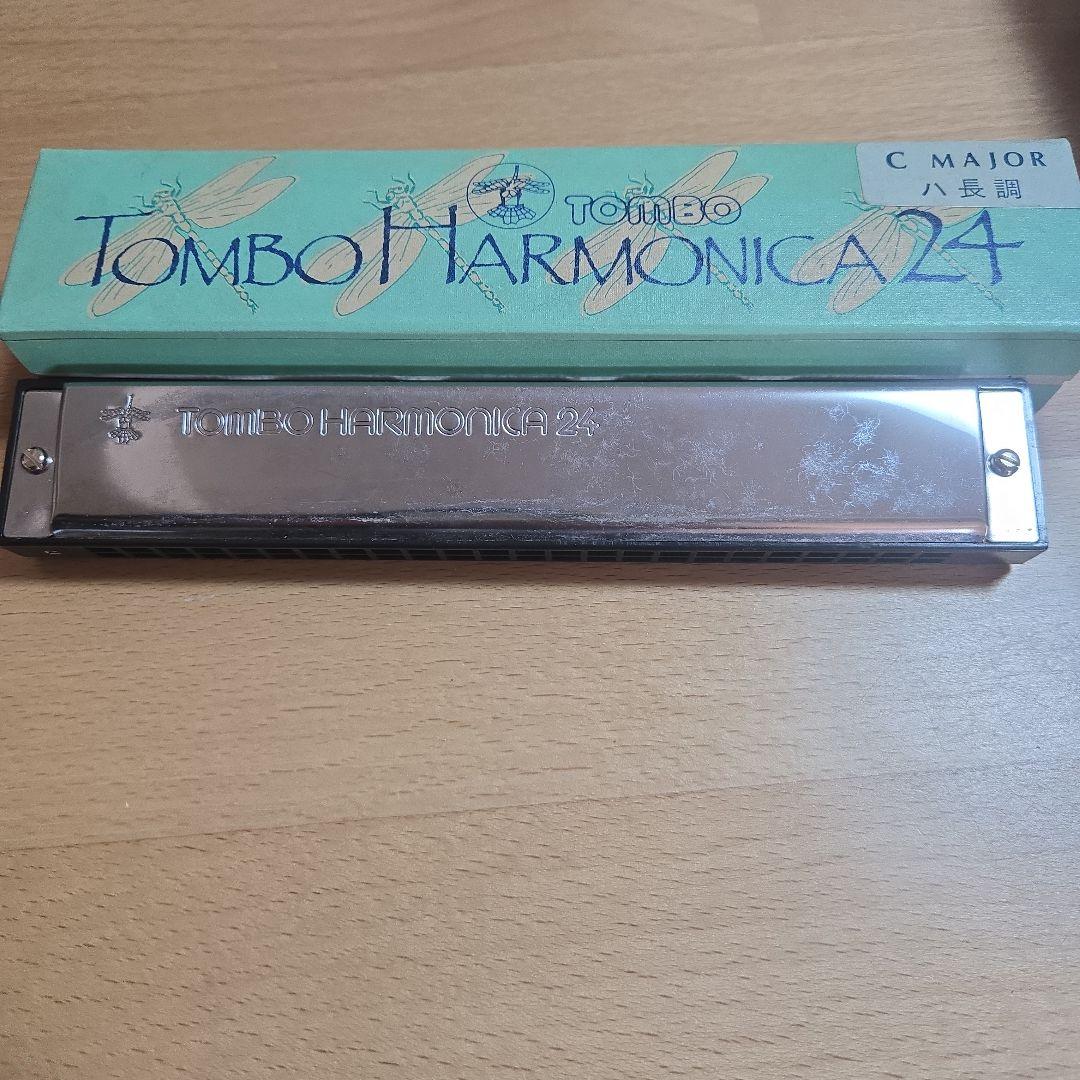 C MAJOR
ハ長調
TOMBO
TOMBO HARMONICA 24
TOMBO HARMONICA 24
C